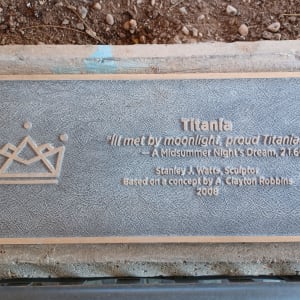 Titania
"Ill met by moonlight, proud Titania
— A Midsummer Night's Dream, 2.1.6
Stanley J. Watts, Sculptor
Based on a concept by A. Clayton Robbins
2008